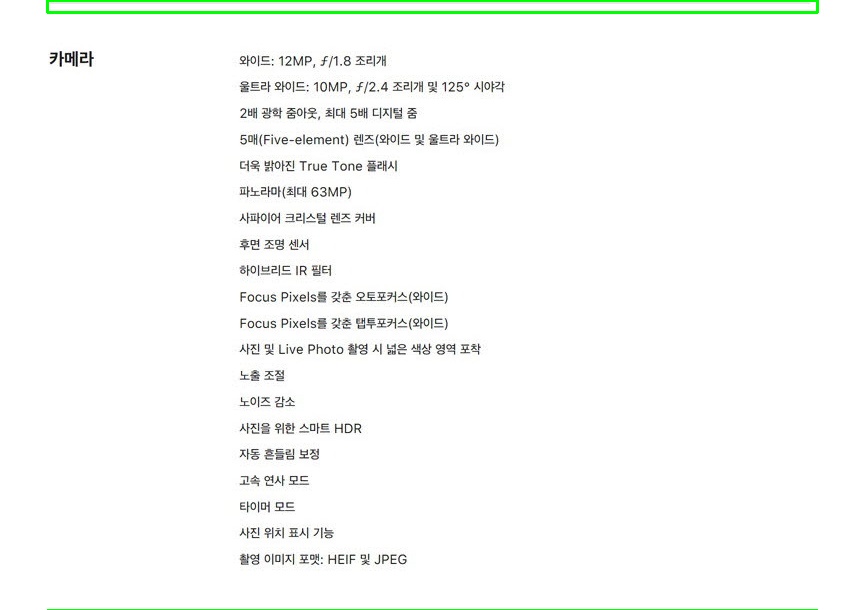 카메라
와이드: 12MP, ƒ/1.8 조리개
울트라 와이드: 10MP, ƒ/2.4 조리개 및 125° 시야각
2배 광학 줌아웃, 최대 5배 디지털 줌
5매(Five-element) 렌즈(와이드 및 울트라 와이드)
더욱 밝아진 True Tone 플래시
파노라마(최대 63MP)
사파이어 크리스털 렌즈 커버
후면 조명 센서
하이브리드 IR 필터
Focus Pixels를 갖춘 오토포커스(와이드)
Focus Pixels를 갖춘 탭투포커스(와이드)
사진 및 Live Photo 촬영 시 넓은 색상 영역 포착
노출 조절
노이즈 감소
사진을 위한 스마트 HDR
자동 흔들림 보정
고속 연사 모드
타이머 모드
사진 위치 표시 기능
촬영 이미지 포맷: HEIF 및 JPEG